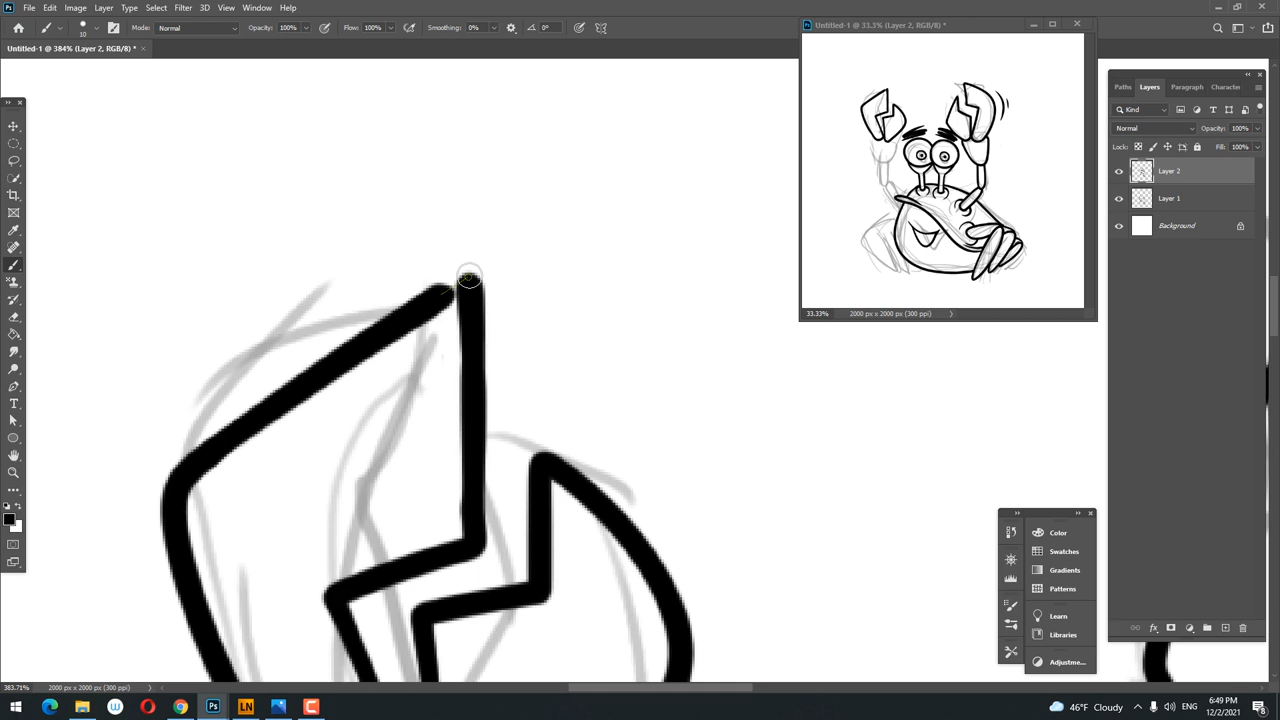 File Edit Image Layer Type Select Filter 3D View Window Help
10 Mode: Normal Opacity: 100% Flow: 100% Smoothing: 0% 0°
Untitled-1 @ 384% (Layer 2, RGB/8) *
Untitled-1 @ 33.3% (Layer 2, RGB/8) *
33.33% 2000 px x 2000 px (300 ppi)
Paths Layers Paragraph Character
Kind
Normal Opacity: 100%
Lock: Fill: 100%
Layer 2
Layer 1
Background
Color
Swatches
Gradients
Patterns
Learn
Libraries
Adjustme...
383.71% 2000 px x 2000 px (300 ppi)
46°F Cloudy ENG 6:49 PM
12/2/2021
8